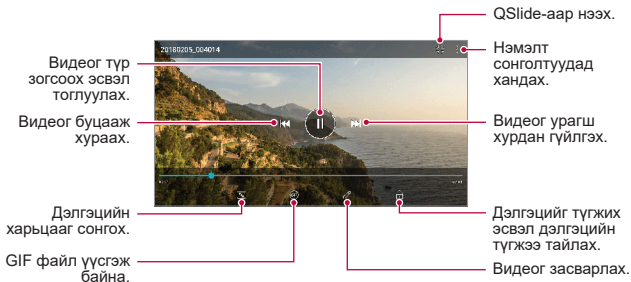 QSlide-аар нээх.
20180205_004014
Нэмэлт
сонголтуудад
хандах.
Видеог түр
зогсоох эсвэл
тоглуулах.
Видеог буцааж
хураах.
Видеог урагш
хурдан гүйлгэх.
Дэлгэцийн
харьцааг сонгох.
GIF файл үүсгэж
байна.
Дэлгэцийг түгжих
эсвэл дэлгэцийн
түгжээ тайлах.
Видеог засварлах.